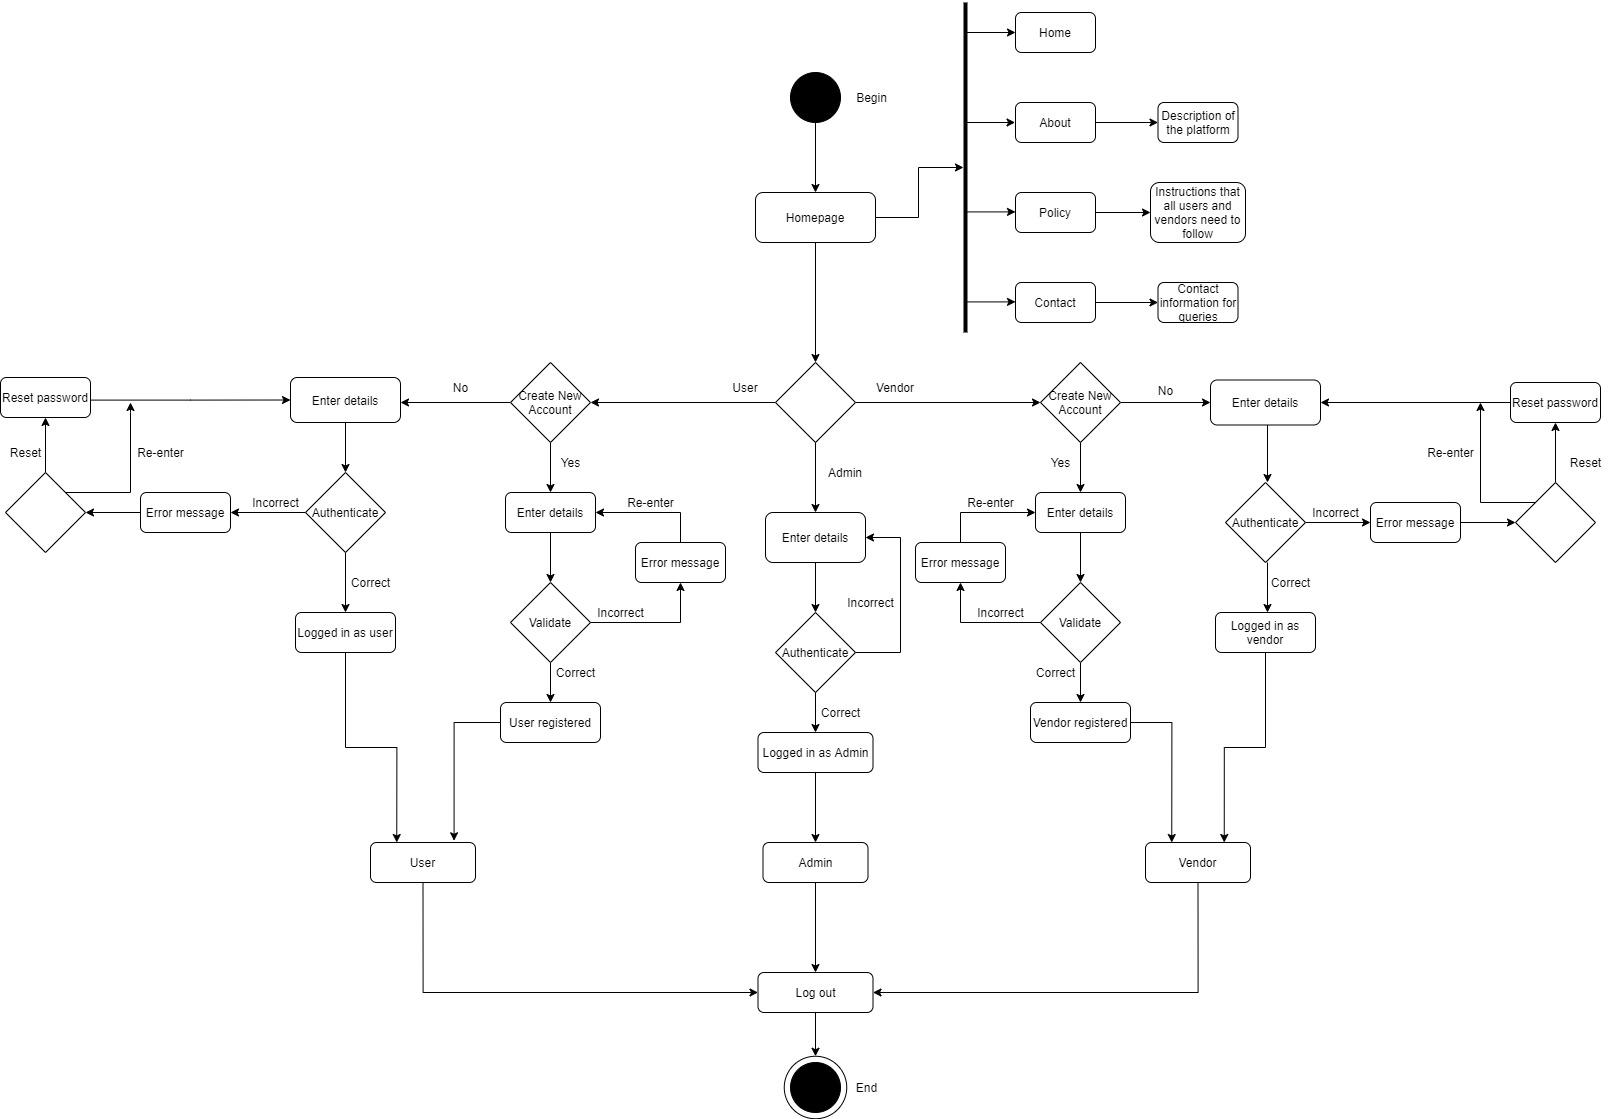 Home
Begin
About
Description of
the platform
Homepage
Policy
Instructions that
all users and
vendors need to
follow
Contact
Contact
information for
queries
Reset password
Enter details
No
Create New
Account
User
Vendor
Create New
Account
No
Enter details
Reset password
Reset
Re-enter
Yes
Admin
Yes
Re-enter
Reset
Error message
Incorrect
Authenticate
Enter details
Re-enter
Enter details
Re-enter
Enter details
Authenticate
Incorrect
Error message
Correct
Error message
Validate
Incorrect
Incorrect
Error message
Incorrect
Validate
Correct
Logged in as user
Authenticate
Logged in as
vendor
Correct
Correct
Correct
User registered
Logged in as Admin
Vendor registered
User
Admin
Vendor
Log out
End